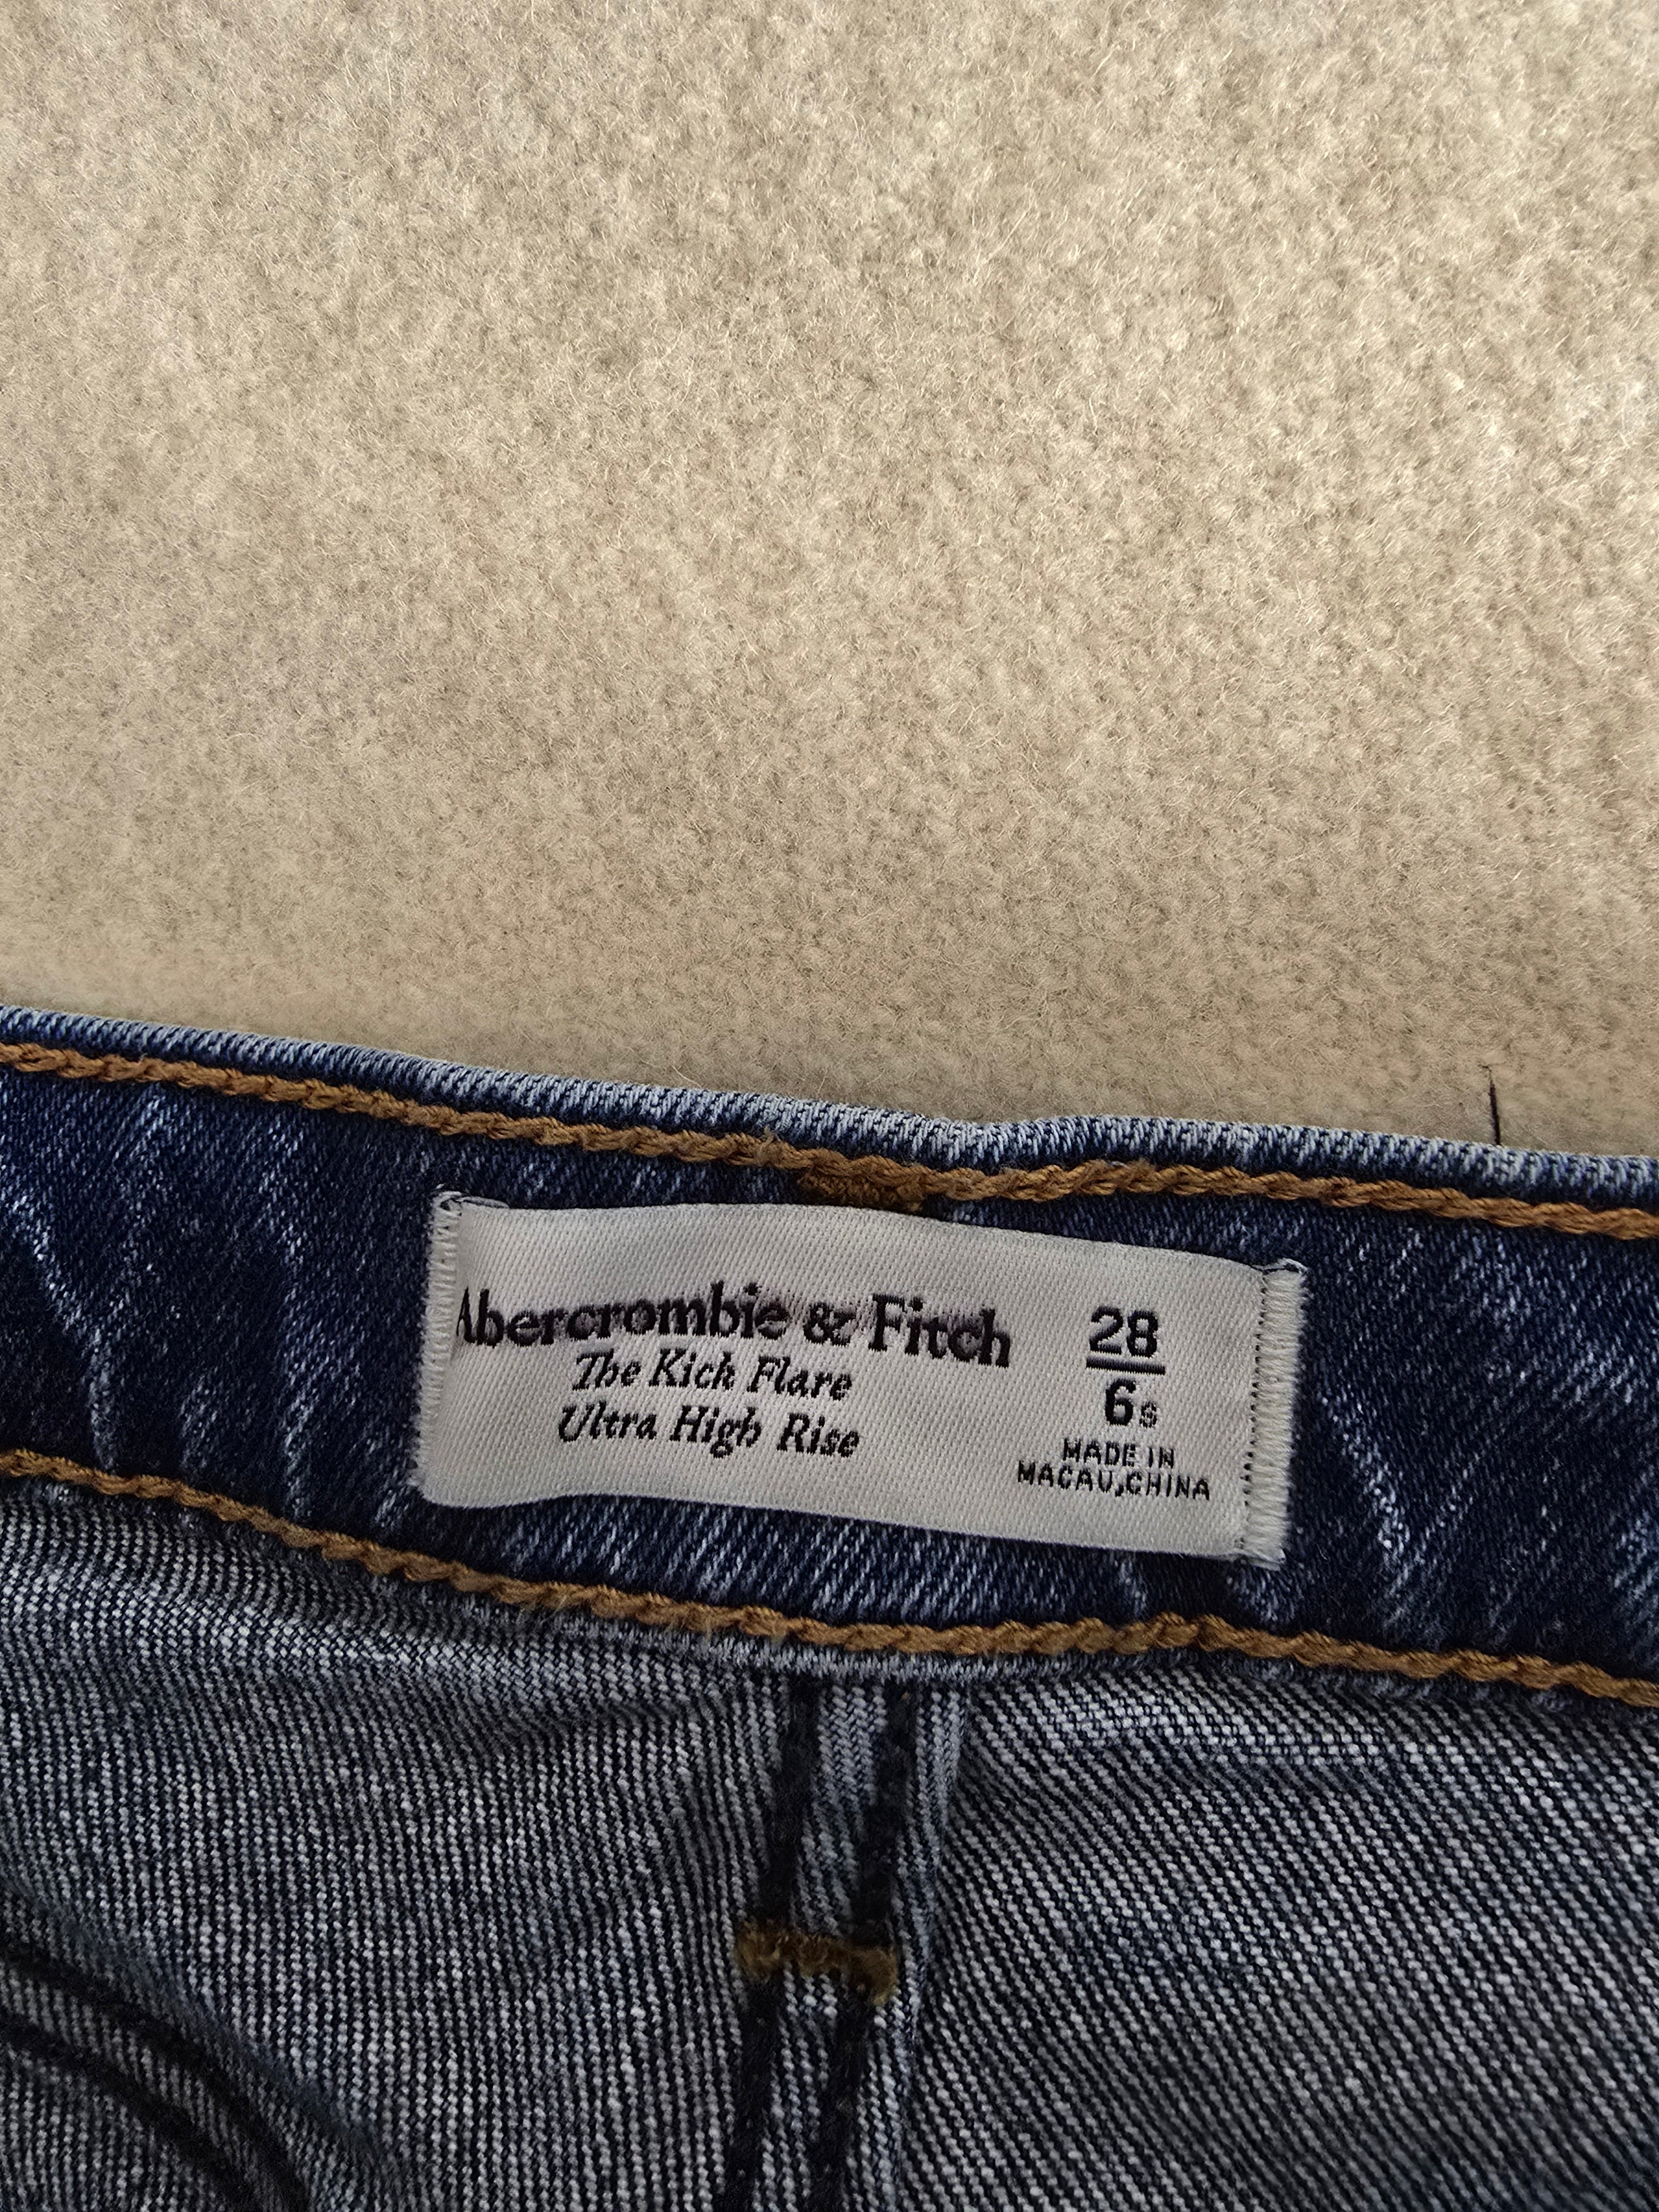 Abercrombie & Fitch
The Kick Flare
Ultra High Rise
28
6s
MADE IN
MACAU,CHINA